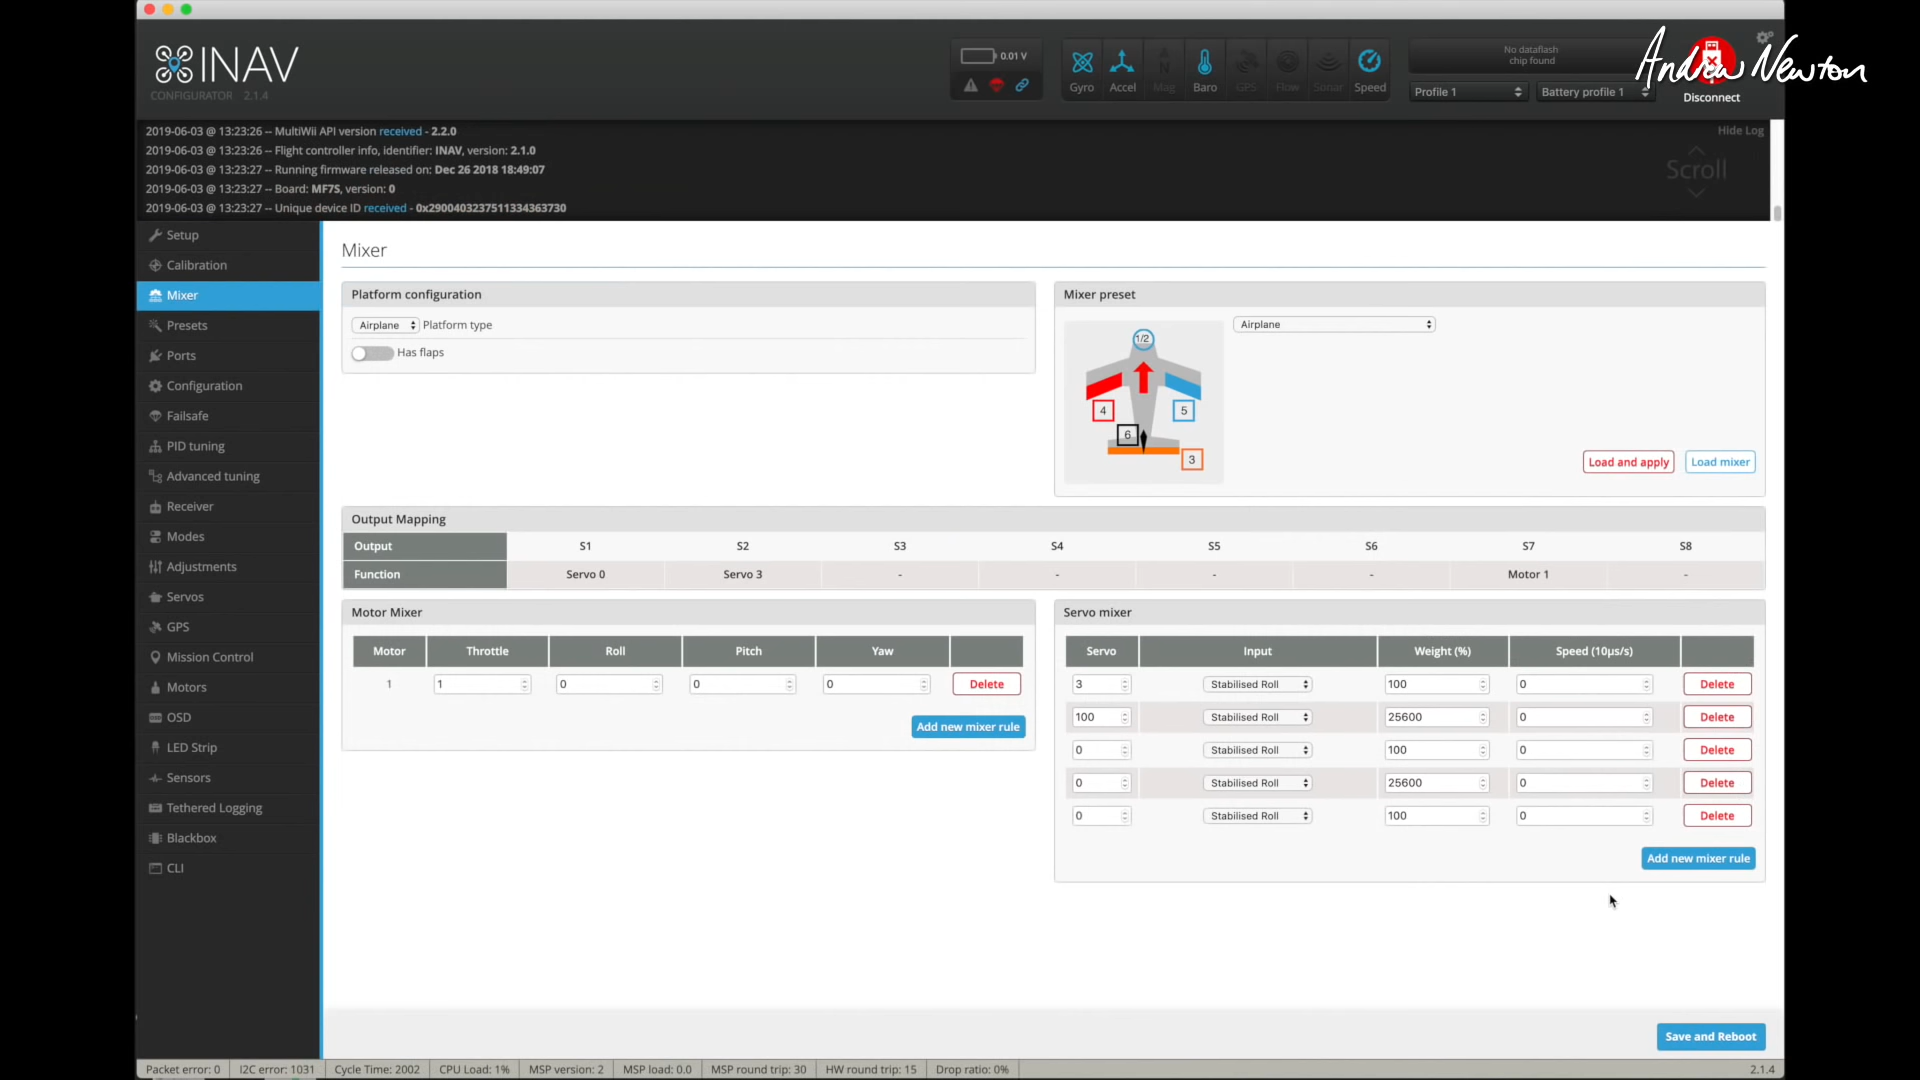 INAV
CONFIGURATOR 2.1.4
0.01 V
Gyro
Accel
Mag
Baro
GPS
Flow
Sonar
Speed
No dataflash
chip found
Profile 1
Battery profile 1
Disconnect
Andrew Newton
2019-06-03 @ 13:23:26 -- MultiWii API version received - 2.2.0
2019-06-03 @ 13:23:26 -- Flight controller info, identifier: INAV, version: 2.1.0
2019-06-03 @ 13:23:27 -- Running firmware released on: Dec 26 2018 18:49:07
2019-06-03 @ 13:23:27 -- Board: MF7S, version: 0
2019-06-03 @ 13:23:27 -- Unique device ID received - 0x2900403237511334363730
Hide Log
Scroll
Setup
Calibration
Mixer
Presets
Ports
Configuration
Failsafe
PID tuning
Advanced tuning
Receiver
Modes
Adjustments
Servos
GPS
Mission Control
Motors
OSD
LED Strip
Sensors
Tethered Logging
Blackbox
CLI
Mixer
Platform configuration
Airplane Platform type
Has flaps
Mixer preset
Airplane
1/2
4
5
6
3
Load and apply
Load mixer
Output Mapping
Output S1 S2 S3 S4 S5 S6 S7 S8
Function Servo 0 Servo 3 - - - - Motor 1 -
Motor Mixer
Motor Throttle Roll Pitch Yaw
1 1 0 0 0 Delete
Add new mixer rule
Servo mixer
Servo Input Weight (%) Speed (10µs/s)
3 Stabilised Roll 100 0 Delete
100 Stabilised Roll 25600 0 Delete
0 Stabilised Roll 100 0 Delete
0 Stabilised Roll 25600 0 Delete
0 Stabilised Roll 100 0 Delete
Add new mixer rule
Save and Reboot
Packet error: 0 I2C error: 1031 Cycle Time: 2002 CPU Load: 1% MSP version: 2 MSP load: 0.0 MSP round trip: 30 HW round trip: 15 Drop ratio: 0% 2.1.4